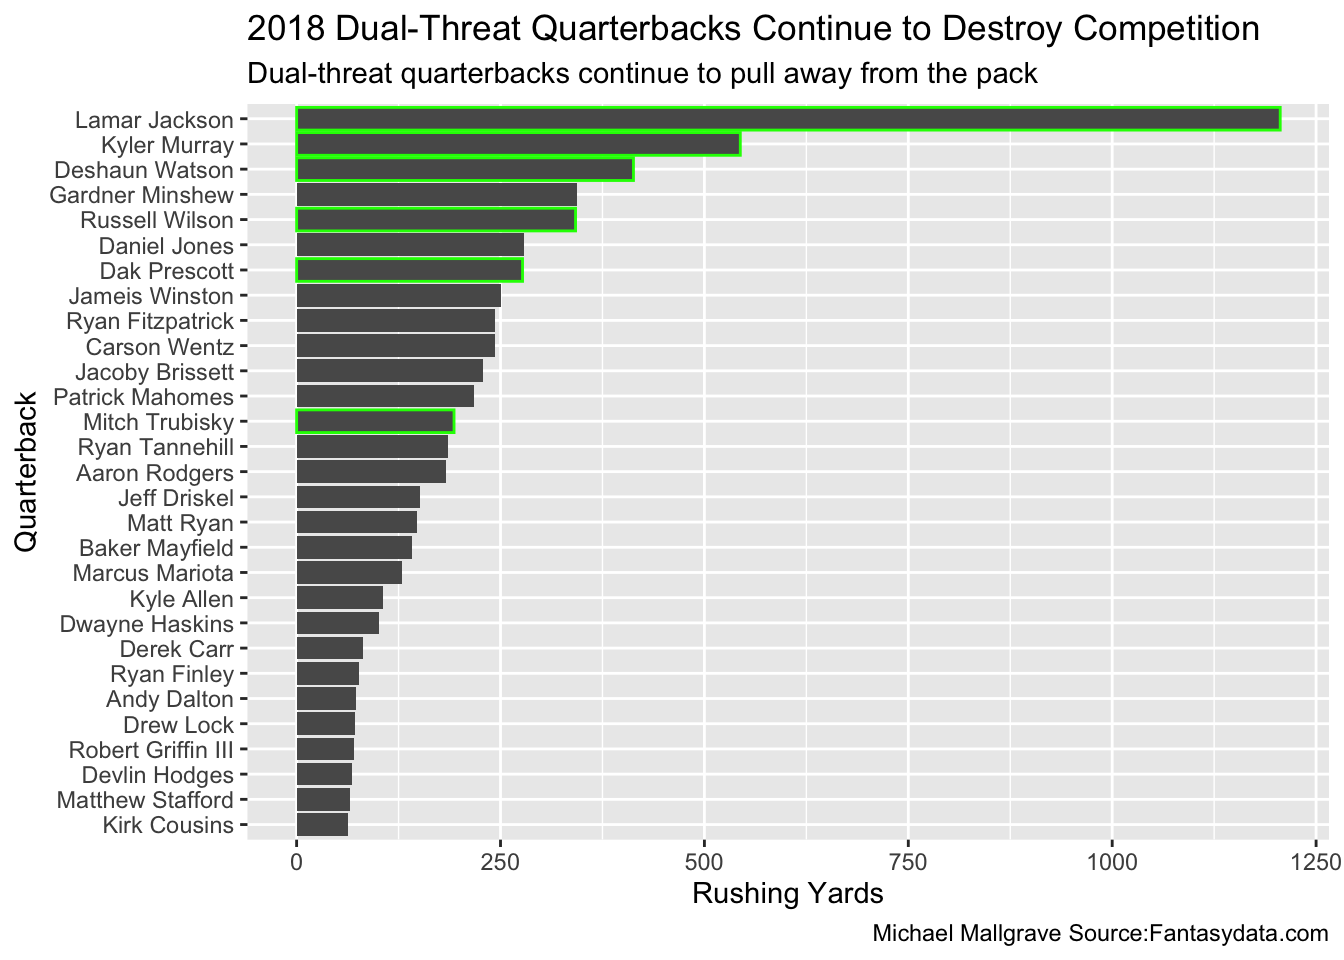 2018 Dual-Threat Quarterbacks Continue to Destroy Competition
Dual-threat quarterbacks continue to pull away from the pack
Quarterback
Lamar Jackson
Kyler Murray
Deshaun Watson
Gardner Minshew
Russell Wilson
Daniel Jones
Dak Prescott
Jameis Winston
Ryan Fitzpatrick
Carson Wentz
Jacoby Brissett
Patrick Mahomes
Mitch Trubisky
Ryan Tannehill
Aaron Rodgers
Jeff Driskel
Matt Ryan
Baker Mayfield
Marcus Mariota
Kyle Allen
Dwayne Haskins
Derek Carr
Ryan Finley
Andy Dalton
Drew Lock
Robert Griffin III
Devlin Hodges
Matthew Stafford
Kirk Cousins
0 250 500 750 1000 1250
Rushing Yards
Michael Mallgrave Source:Fantasydata.com